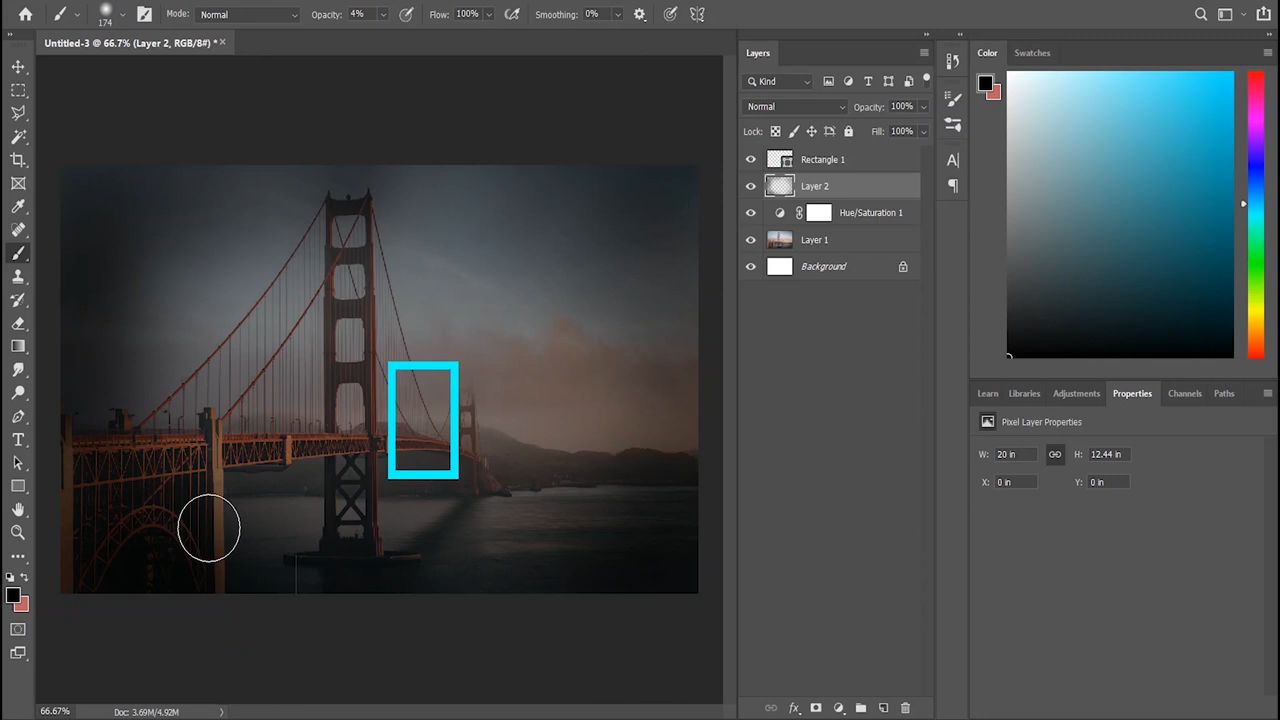 174
Mode: Normal
Opacity: 4%
Flow: 100%
Smoothing: 0%
Untitled-3 @ 66.7% (Layer 2, RGB/8#) *
Layers
Kind
Normal
Opacity: 100%
Lock:
Fill: 100%
Rectangle 1
Layer 2
Hue/Saturation 1
Layer 1
Background
Color
Swatches
Learn
Libraries
Adjustments
Properties
Channels
Paths
Pixel Layer Properties
W: 20 in
H: 12.44 in
X: 0 in
Y: 0 in
66.67%
Doc: 3.69M/4.92M